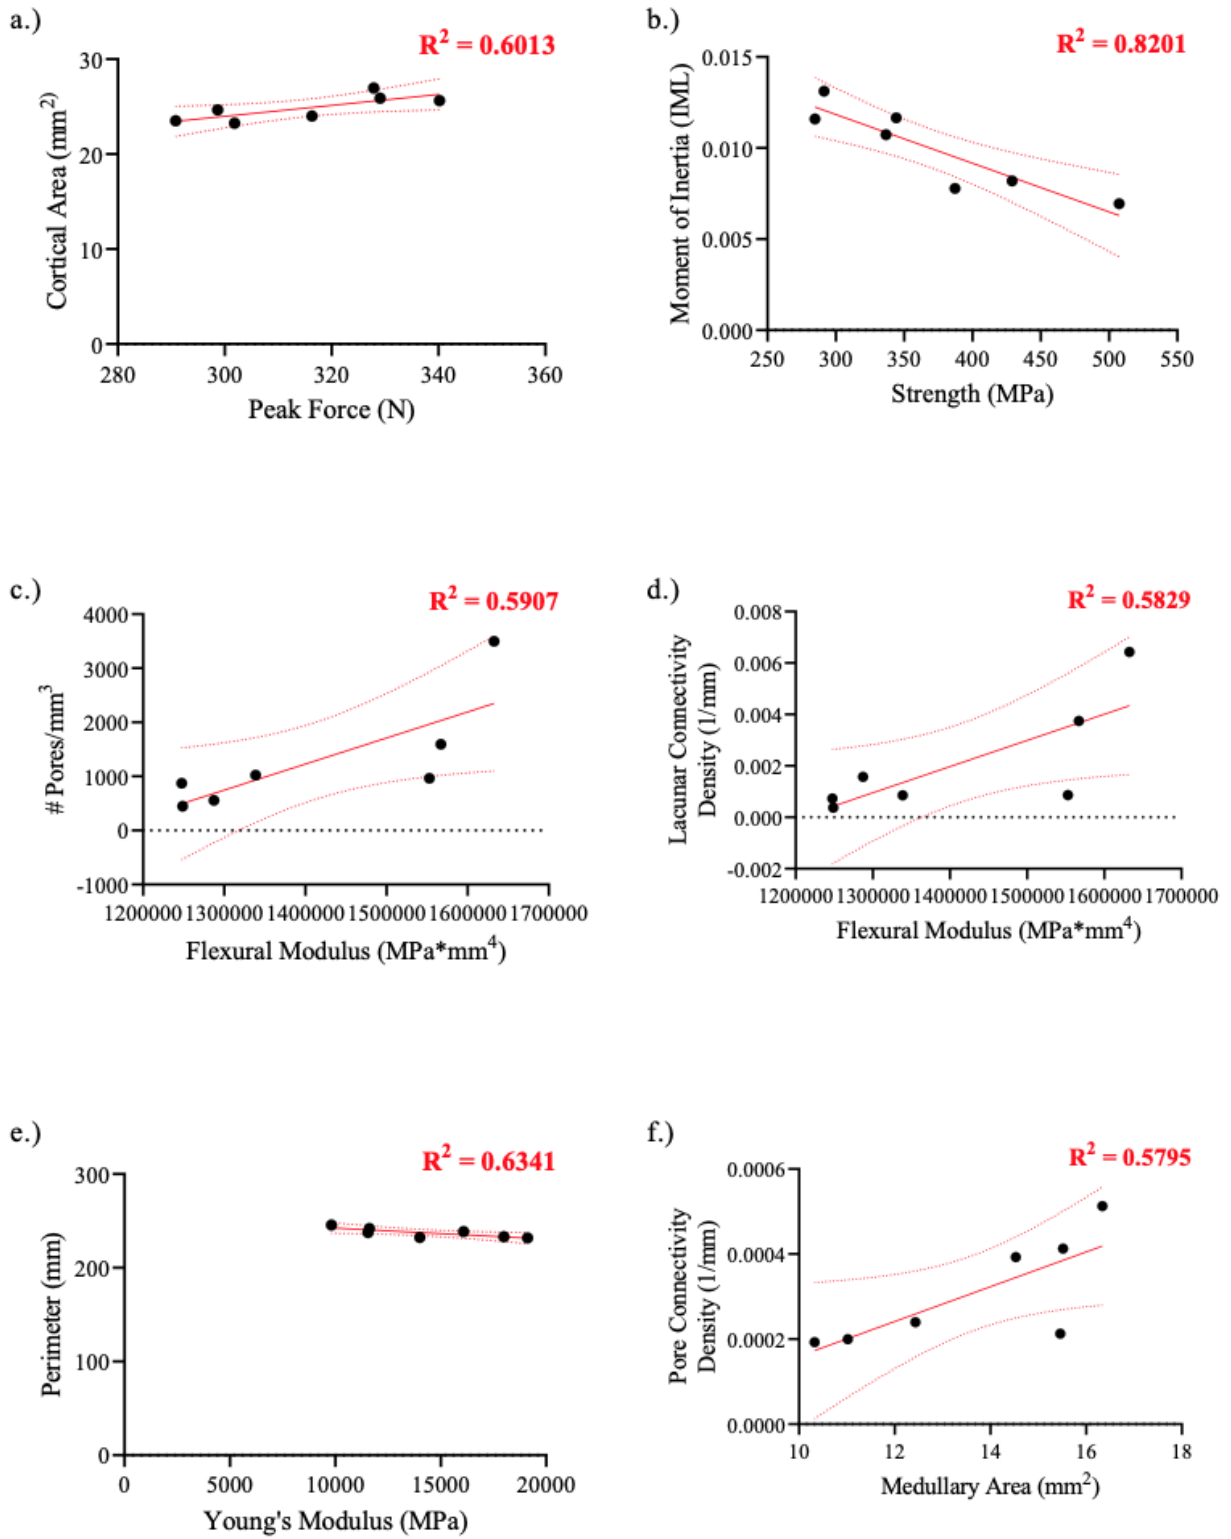 a.)
R² = 0.6013
30
20
10
0
Cortical Area (mm²)
280 300 320 340 360
Peak Force (N)
b.)
R² = 0.8201
0.015
0.010
0.005
0.000
Moment of Inertia (IML)
250 300 350 400 450 500 550
Strength (MPa)
c.)
R² = 0.5907
4000
3000
2000
1000
0
-1000
# Pores/mm³
1200000 1300000 1400000 1500000 1600000 1700000
Flexural Modulus (MPa*mm⁴)
d.)
R² = 0.5829
0.008
0.006
0.004
0.002
0.000
-0.002
Lacunar Connectivity
Density (1/mm)
1200000 1300000 1400000 1500000 1600000 1700000
Flexural Modulus (MPa*mm⁴)
e.)
R² = 0.6341
300
200
100
0
Perimeter (mm)
0 5000 10000 15000 20000
Young's Modulus (MPa)
f.)
R² = 0.5795
0.0006
0.0004
0.0002
0.0000
Pore Connectivity
Density (1/mm)
10 12 14 16 18
Medullary Area (mm²)